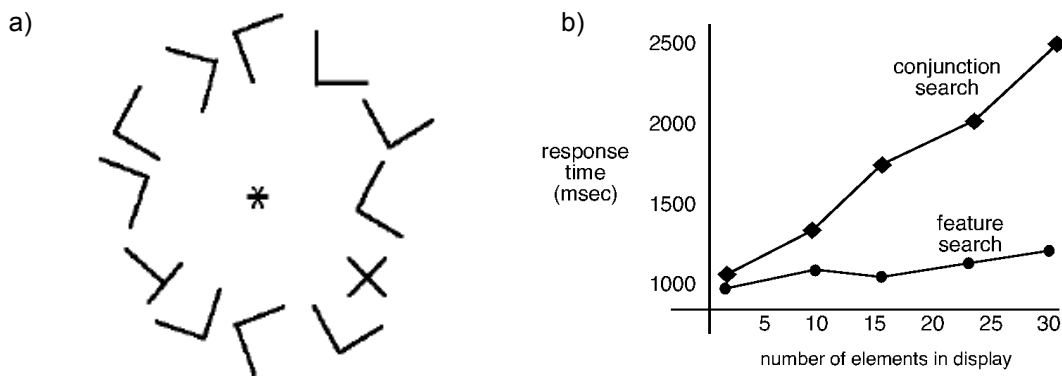 a)
b)
2500
conjunction
search
2000
response
time
(msec)
1500
feature
search
1000
5 10 15 20 25 30
number of elements in display